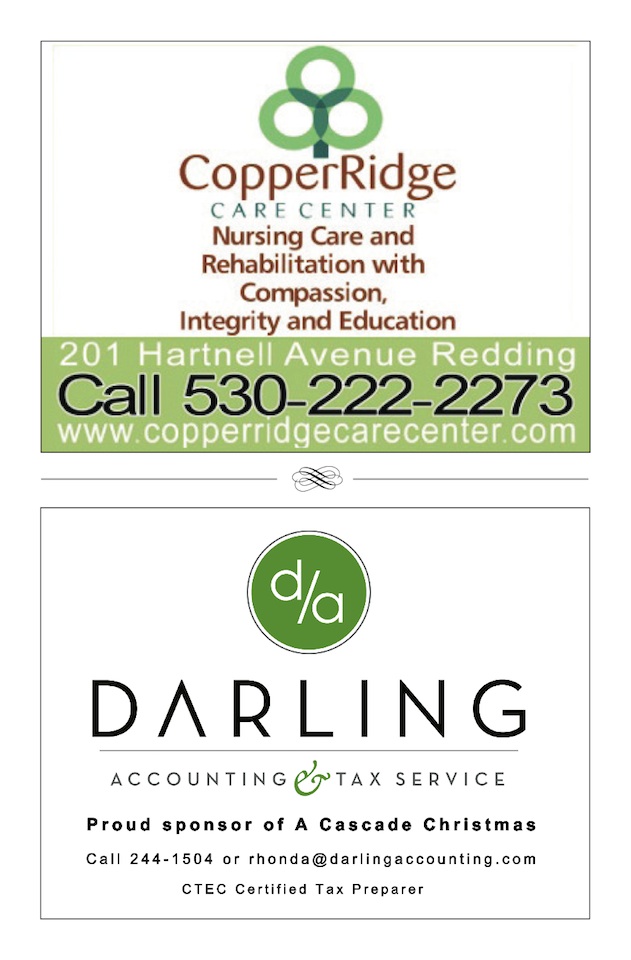 CopperRidge
CARE CENTER
Nursing Care and
Rehabilitation with
Compassion,
Integrity and Education
201 Hartnell Avenue Redding
Call 530-222-2273
www.copperridgecarecenter.com
d/a
DARLING
ACCOUNTING & TAX SERVICE
Proud sponsor of A Cascade Christmas
Call 244-1504 or rhonda@darlingaccounting.com
CTEC Certified Tax Preparer